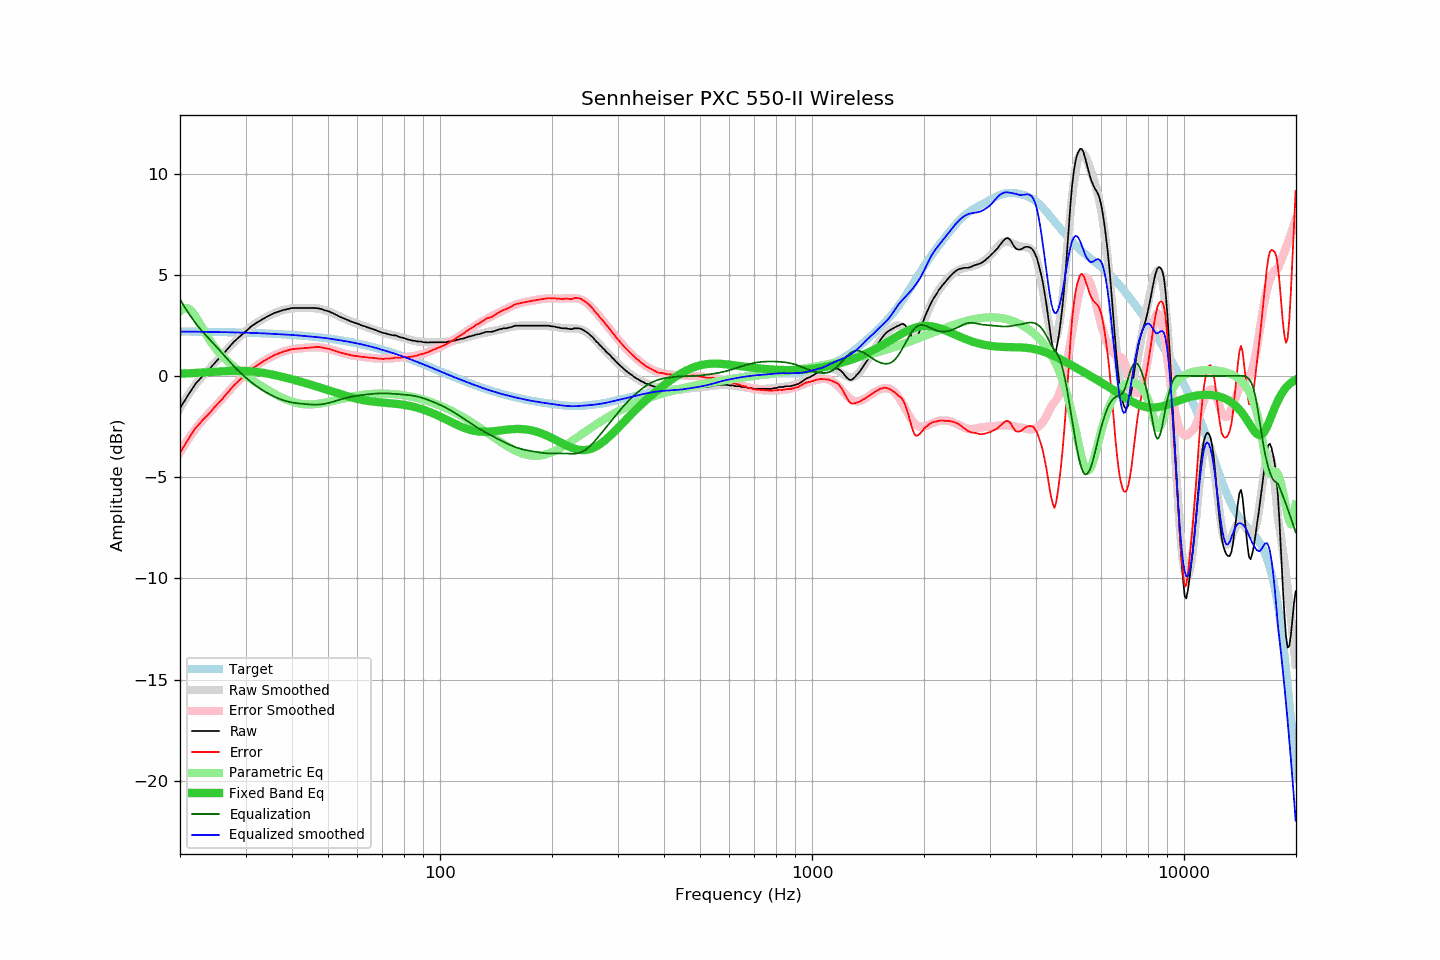 Sennheiser PXC 550-II Wireless
Amplitude (dBr)
10
5
0
−5
−10
−15
−20
Target
Raw Smoothed
Error Smoothed
Raw
Error
Parametric Eq
Fixed Band Eq
Equalization
Equalized smoothed
100
1000
10000
Frequency (Hz)